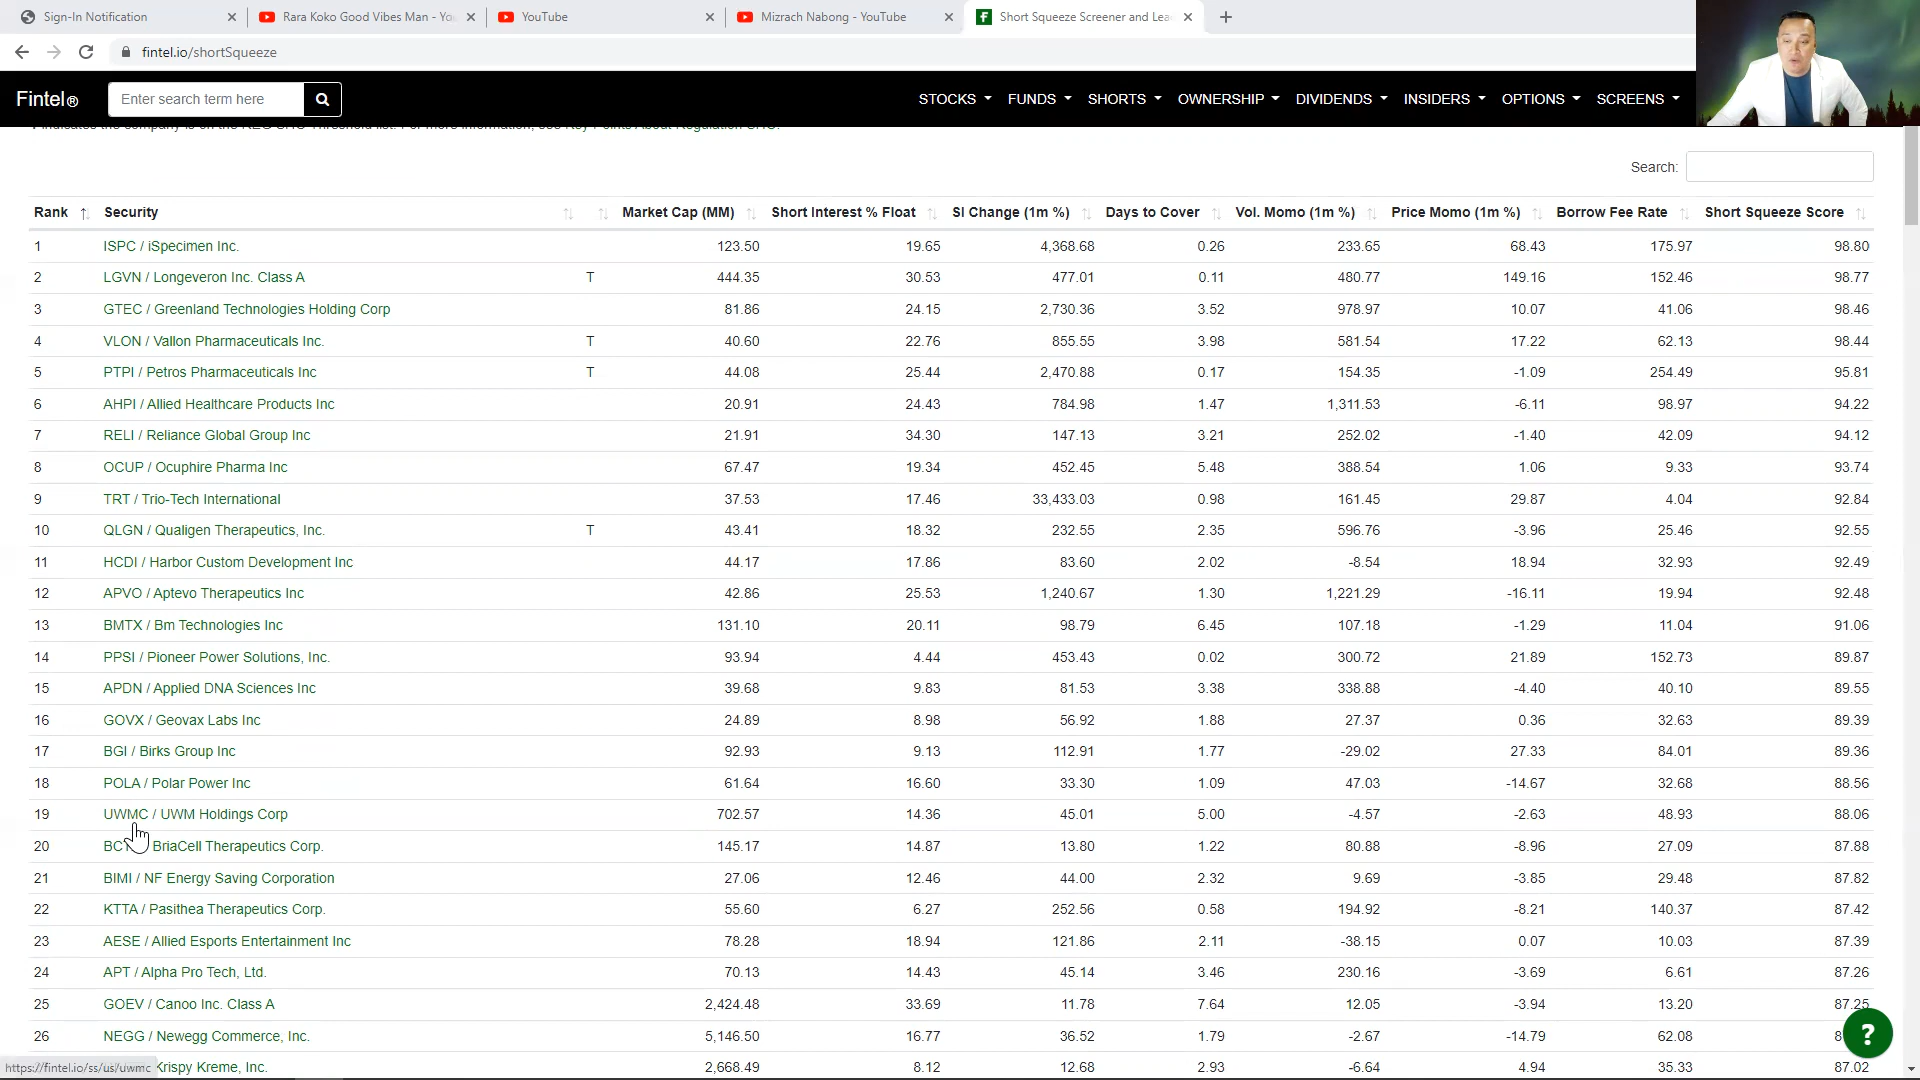 Sign-In Notification
Rara Koko Good Vibes Man - Yo
YouTube
Mizrach Nabong - YouTube
Short Squeeze Screener and Lea
fintel.io/shortSqueeze
Fintel®
Enter search term here
STOCKS FUNDS SHORTS OWNERSHIP DIVIDENDS INSIDERS OPTIONS SCREENS
Search:
Rank Security Market Cap (MM) Short Interest % Float SI Change (1m %) Days to Cover Vol. Momo (1m %) Price Momo (1m %) Borrow Fee Rate Short Squeeze Score
1 ISPC / iSpecimen Inc. 123.50 19.65 4,368.68 0.26 233.65 68.43 175.97 98.80
2 LGVN / Longeveron Inc. Class A T 444.35 30.53 477.01 0.11 480.77 149.16 152.46 98.77
3 GTEC / Greenland Technologies Holding Corp 81.86 24.15 2,730.36 3.52 978.97 10.07 41.06 98.46
4 VLON / Vallon Pharmaceuticals Inc. T 40.60 22.76 855.55 3.98 581.54 17.22 62.13 98.44
5 PTPI / Petros Pharmaceuticals Inc T 44.08 25.44 2,470.88 0.17 154.35 -1.09 254.49 95.81
6 AHPI / Allied Healthcare Products Inc 20.91 24.43 784.98 1.47 1,311.53 -6.11 98.97 94.22
7 RELI / Reliance Global Group Inc 21.91 34.30 147.13 3.21 252.02 -1.40 42.09 94.12
8 OCUP / Ocuphire Pharma Inc 67.47 19.34 452.45 5.48 388.54 1.06 9.33 93.74
9 TRT / Trio-Tech International 37.53 17.46 33,433.03 0.98 161.45 29.87 4.04 92.84
10 QLGN / Qualigen Therapeutics, Inc. T 43.41 18.32 232.55 2.35 596.76 -3.96 25.46 92.55
11 HCDI / Harbor Custom Development Inc 44.17 17.86 83.60 2.02 -8.54 18.94 32.93 92.49
12 APVO / Aptevo Therapeutics Inc 42.86 25.53 1,240.67 1.30 1,221.29 -16.11 19.94 92.48
13 BMTX / Bm Technologies Inc 131.10 20.11 98.79 6.45 107.18 -1.29 11.04 91.06
14 PPSI / Pioneer Power Solutions, Inc. 93.94 4.44 453.43 0.02 300.72 21.89 152.73 89.87
15 APDN / Applied DNA Sciences Inc 39.68 9.83 81.53 3.38 338.88 -4.40 40.10 89.55
16 GOVX / Geovax Labs Inc 24.89 8.98 56.92 1.88 27.37 0.36 32.63 89.39
17 BGI / Birks Group Inc 92.93 9.13 112.91 1.77 -29.02 27.33 84.01 89.36
18 POLA / Polar Power Inc 61.64 16.60 33.30 1.09 47.03 -14.67 32.68 88.56
19 UWMC / UWM Holdings Corp 702.57 14.36 45.01 5.00 -4.57 -2.63 48.93 88.06
20 BC BriaCell Therapeutics Corp. 145.17 14.87 13.80 1.22 80.88 -8.96 27.09 87.88
21 BIMI / NF Energy Saving Corporation 27.06 12.46 44.00 2.32 9.69 -3.85 29.48 87.82
22 KTTA / Pasithea Therapeutics Corp. 55.60 6.27 252.56 0.58 194.92 -8.21 140.37 87.42
23 AESE / Allied Esports Entertainment Inc 78.28 18.94 121.86 2.11 -38.15 0.07 10.03 87.39
24 APT / Alpha Pro Tech, Ltd. 70.13 14.43 45.14 3.46 230.16 -3.69 6.61 87.26
25 GOEV / Canoo Inc. Class A 2,424.48 33.69 11.78 7.64 12.05 -3.94 13.20 87.25
26 NEGG / Newegg Commerce, Inc. 5,146.50 16.77 36.52 1.79 -2.67 -14.79 62.08 8
Krispy Kreme, Inc. 2,668.49 8.12 12.68 2.93 -6.64 4.94 35.33 87.02
?
https://fintel.io/ss/us/uwmc